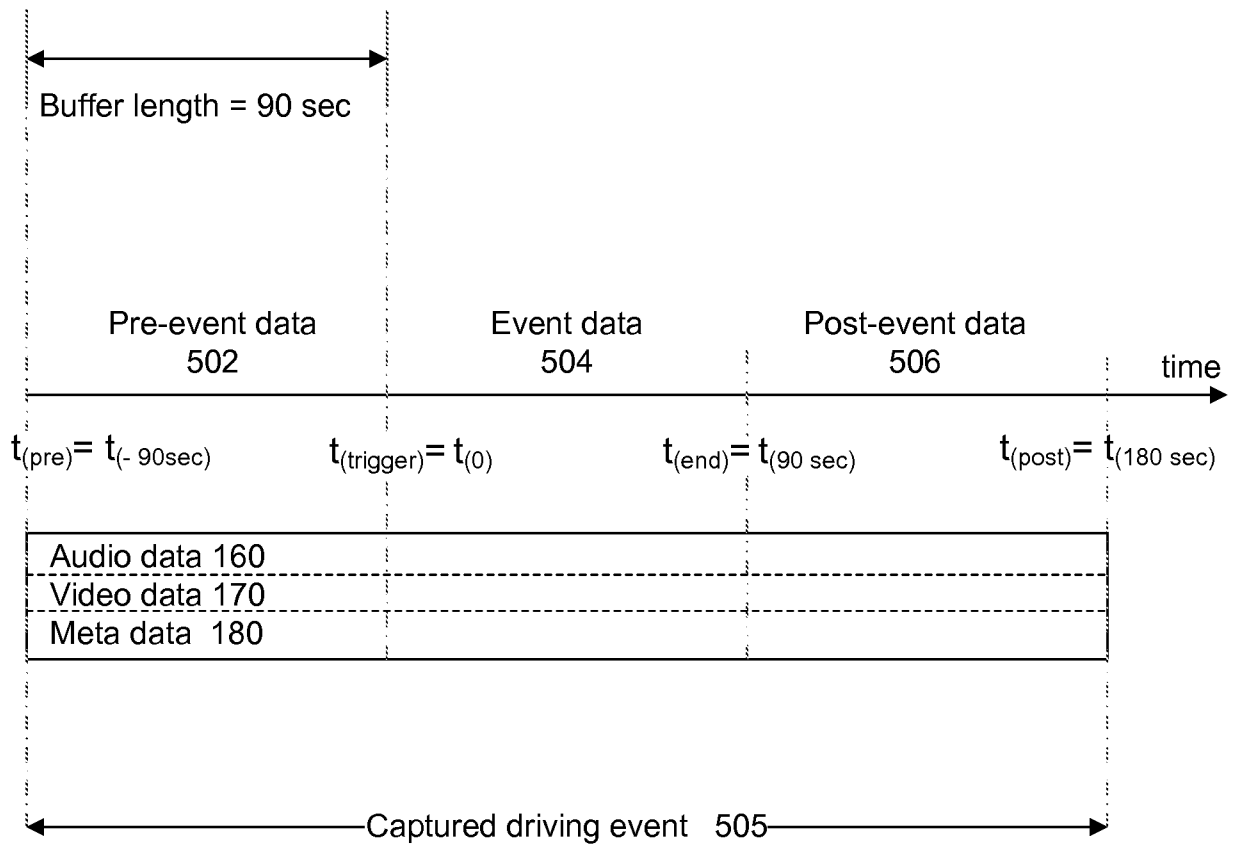 Buffer length = 90 sec
Pre-event data
502
Event data
504
Post-event data
506
time
t(pre)= t(- 90sec)
t(trigger)= t(0)
t(end)= t(90 sec)
t(post)= t(180 sec)
Audio data 160
Video data 170
Meta data 180
Captured driving event 505